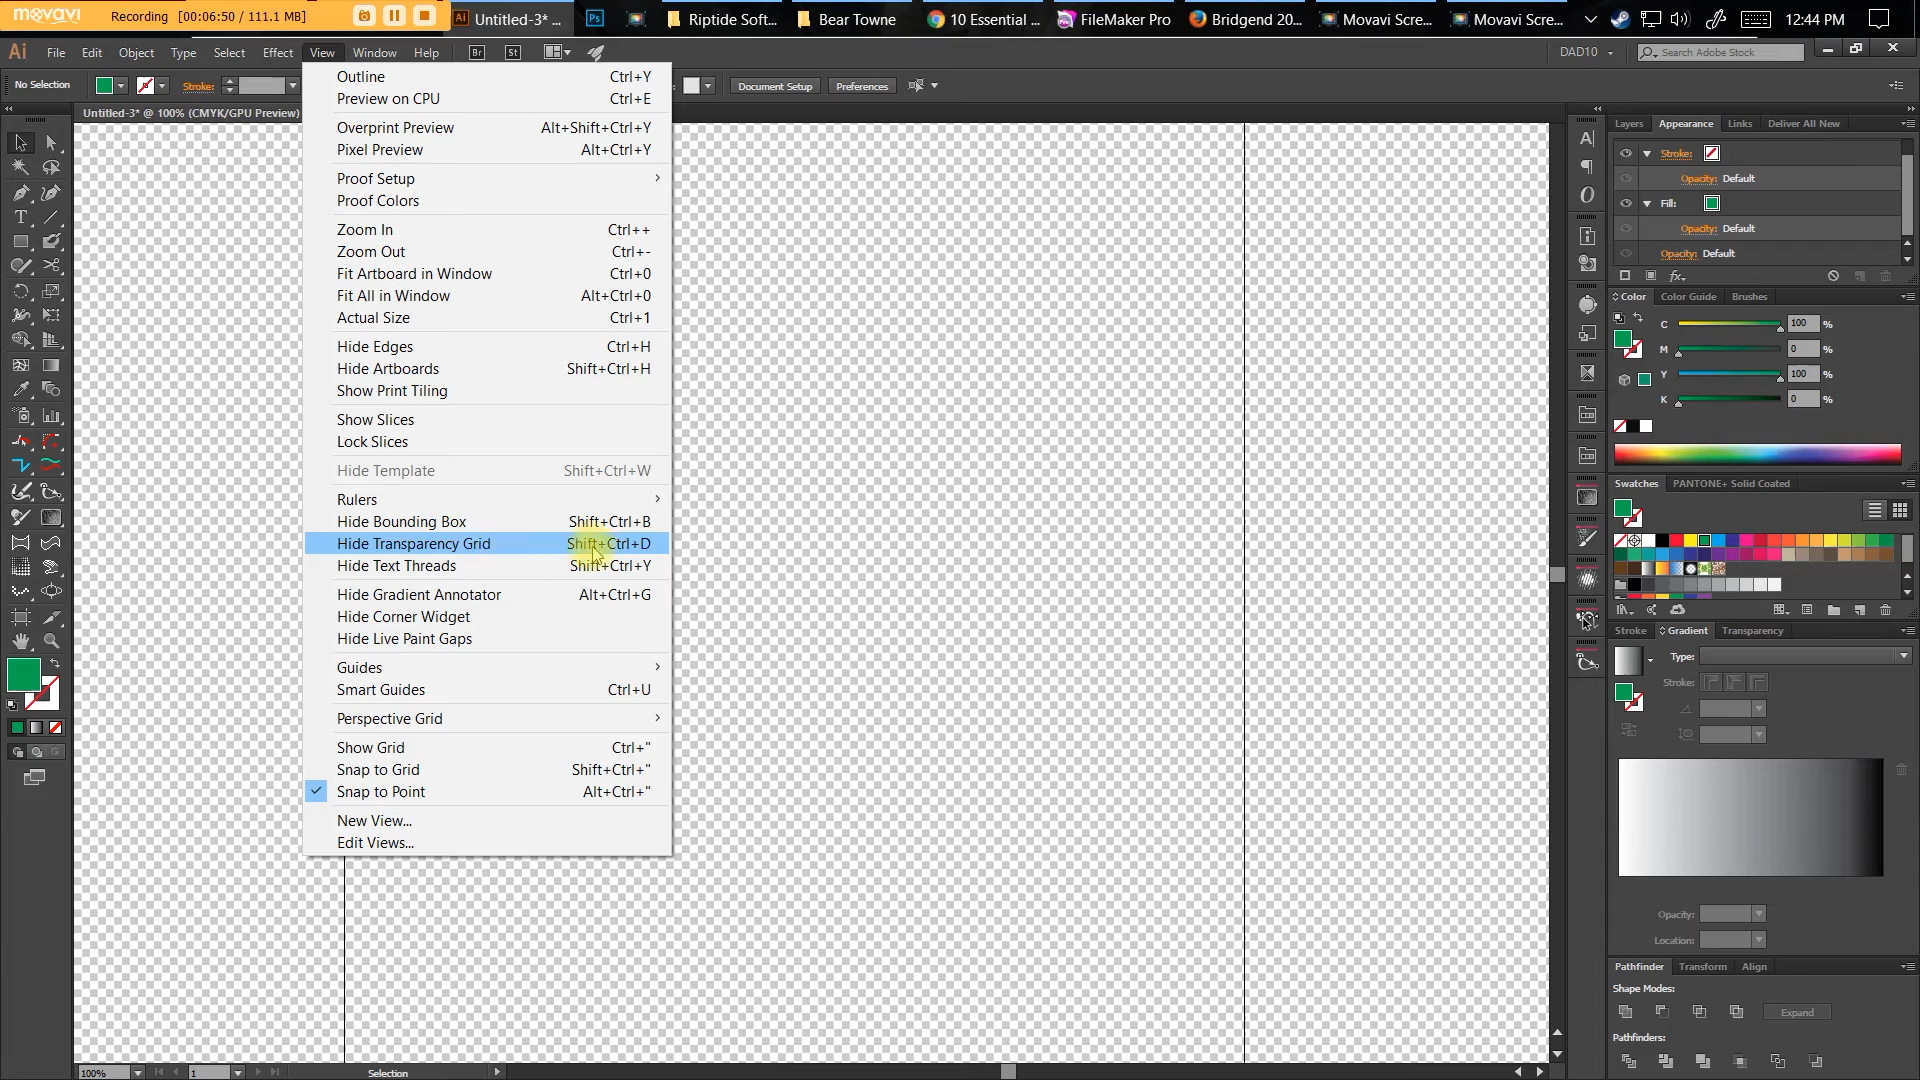 movavi Recording [00:06:50 / 111.1 MB]
Ai Untitled-3* ...
Ps
Riptide Soft...
Bear Towne
10 Essential ...
FileMaker Pro
Bridgend 20...
Movavi Scre...
Movavi Scre...
12:44 PM
Ai File Edit Object Type Select Effect View Window Help Br St
DAD10
Search Adobe Stock
No Selection
Stroke:
Document Setup
Preferences
Untitled-3* @ 100% (CMYK/GPU Preview)
Outline Ctrl+Y
Preview on CPU Ctrl+E
Overprint Preview Alt+Shift+Ctrl+Y
Pixel Preview Alt+Ctrl+Y
Proof Setup
Proof Colors
Zoom In Ctrl++
Zoom Out Ctrl+-
Fit Artboard in Window Ctrl+0
Fit All in Window Alt+Ctrl+0
Actual Size Ctrl+1
Hide Edges Ctrl+H
Hide Artboards Shift+Ctrl+H
Show Print Tiling
Show Slices
Lock Slices
Hide Template Shift+Ctrl+W
Rulers
Hide Bounding Box Shift+Ctrl+B
Hide Transparency Grid Shift+Ctrl+D
Hide Text Threads Shift+Ctrl+Y
Hide Gradient Annotator Alt+Ctrl+G
Hide Corner Widget
Hide Live Paint Gaps
Guides
Smart Guides Ctrl+U
Perspective Grid
Show Grid Ctrl+"
Snap to Grid Shift+Ctrl+"
Snap to Point Alt+Ctrl+"
New View...
Edit Views...
Layers Appearance Links Deliver All New
Stroke:
Opacity: Default
Fill:
Opacity: Default
Opacity: Default
fx
Color Color Guide Brushes
C 100 %
M 0 %
Y 100 %
K 0 %
Swatches PANTONE+ Solid Coated
Stroke Gradient Transparency
Type:
Stroke:
Opacity:
Location:
Pathfinder Transform Align
Shape Modes:
Expand
Pathfinders:
100% 1 Selection